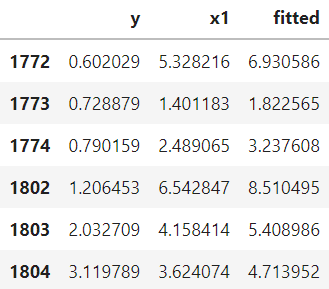 y x1 fitted
1772 0.602029 5.328216 6.930586
1773 0.728879 1.401183 1.822565
1774 0.790159 2.489065 3.237608
1802 1.206453 6.542847 8.510495
1803 2.032709 4.158414 5.408986
1804 3.119789 3.624074 4.713952